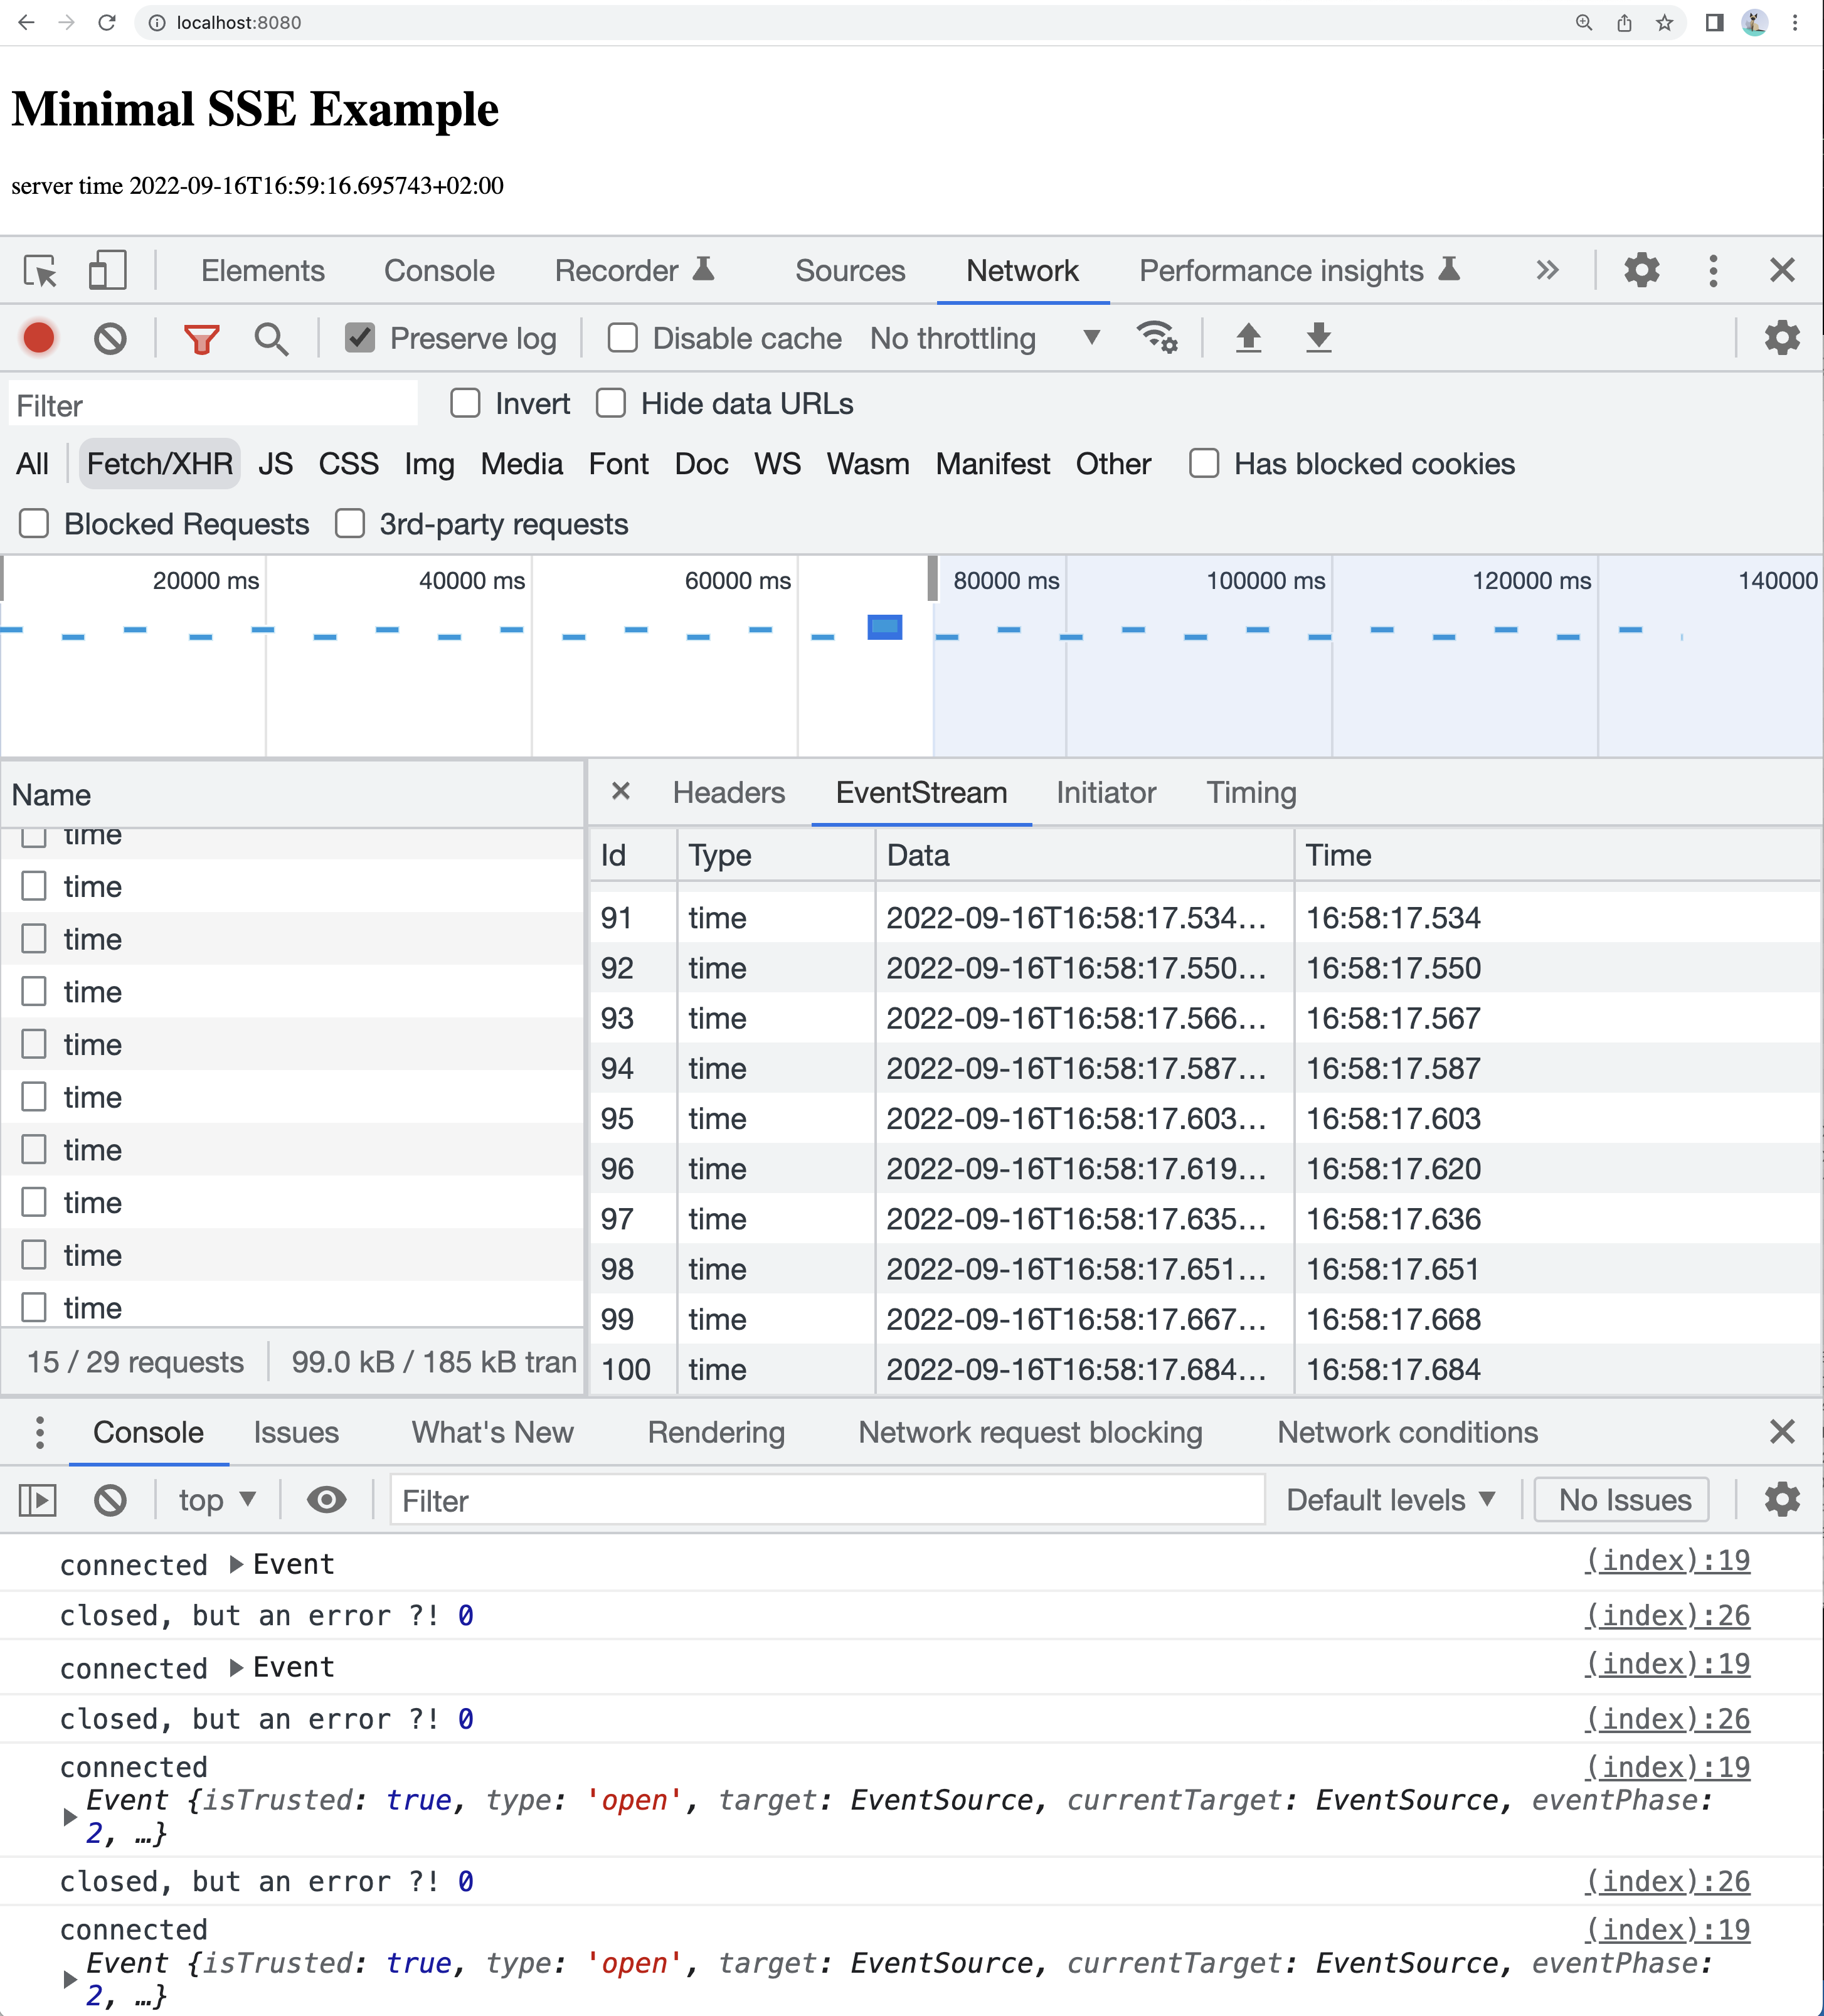 localhost:8080
Minimal SSE Example
server time 2022-09-16T16:59:16.695743+02:00
Elements Console Recorder Sources Network Performance insights
Preserve log Disable cache No throttling
Filter Invert Hide data URLs
All Fetch/XHR JS CSS Img Media Font Doc WS Wasm Manifest Other Has blocked cookies
Blocked Requests 3rd-party requests
20000 ms 40000 ms 60000 ms 80000 ms 100000 ms 120000 ms 140000
Name
time
time
time
time
time
time
time
time
time
time
15 / 29 requests 99.0 kB / 185 kB tran
Headers EventStream Initiator Timing
Id Type Data Time
91 time 2022-09-16T16:58:17.534… 16:58:17.534
92 time 2022-09-16T16:58:17.550… 16:58:17.550
93 time 2022-09-16T16:58:17.566… 16:58:17.567
94 time 2022-09-16T16:58:17.587… 16:58:17.587
95 time 2022-09-16T16:58:17.603… 16:58:17.603
96 time 2022-09-16T16:58:17.619… 16:58:17.620
97 time 2022-09-16T16:58:17.635… 16:58:17.636
98 time 2022-09-16T16:58:17.651… 16:58:17.651
99 time 2022-09-16T16:58:17.667… 16:58:17.668
100 time 2022-09-16T16:58:17.684… 16:58:17.684
Console Issues What's New Rendering Network request blocking Network conditions
top Filter Default levels No Issues
connected Event (index):19
closed, but an error ?! 0 (index):26
connected Event (index):19
closed, but an error ?! 0 (index):26
connected (index):19
Event {isTrusted: true, type: 'open', target: EventSource, currentTarget: EventSource, eventPhase:
2, …}
closed, but an error ?! 0 (index):26
connected (index):19
Event {isTrusted: true, type: 'open', target: EventSource, currentTarget: EventSource, eventPhase:
2, …}